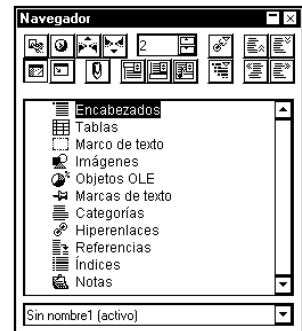 Navegador
2
Encabezados
Tablas
Marco de texto
Imágenes
Objetos OLE
Marcas de texto
Categorías
Hiperenlaces
Referencias
Índices
Notas
Sin nombre1 (activo)